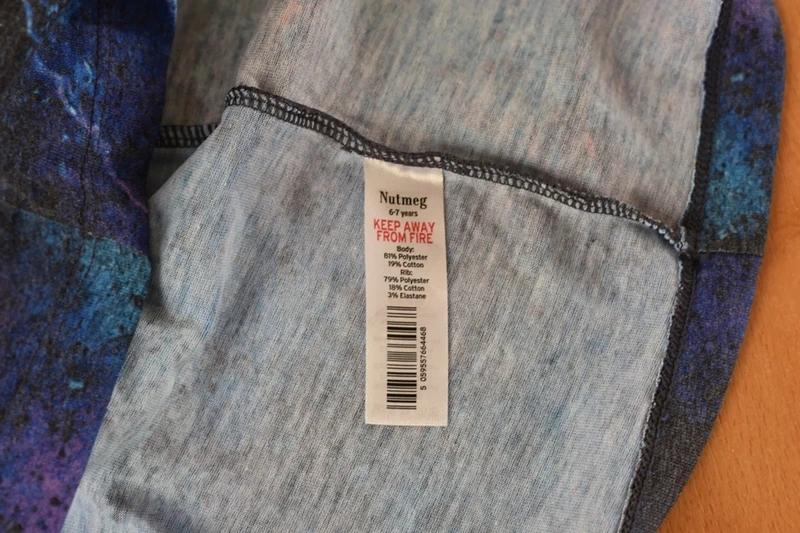 Nutmeg
6-7 years
KEEP AWAY
FROM FIRE
Body:
81% Polyester
19% Cotton
Rib:
79% Polyester
18% Cotton
3% Elastane
5 059557 664468